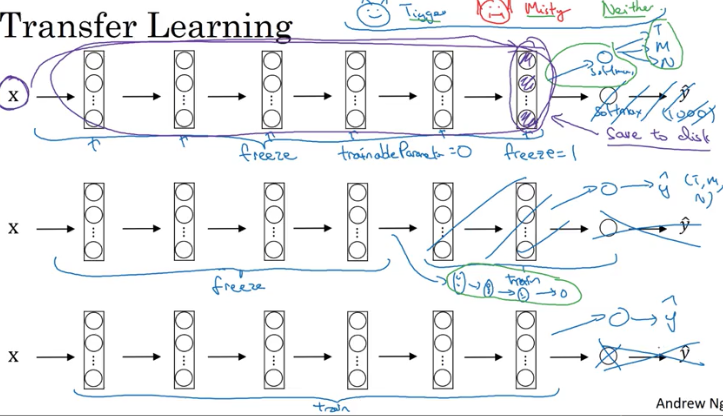 Tigger Misty Neither
Transfer Learning
T
M
N
x softmax
softmax (1000) ŷ
Save to disk
freeze trainableParameter=0 freeze=1
ŷ (T, M, N)
x ŷ
freeze train
ŷ
x ŷ
train
Andrew Ng